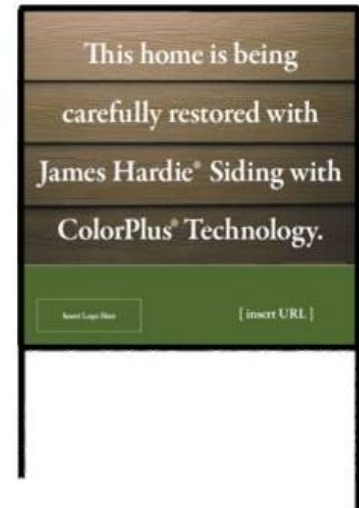 This home is being
carefully restored with
James Hardie® Siding with
ColorPlus® Technology.
Insert Logo Here
[ insert URL ]